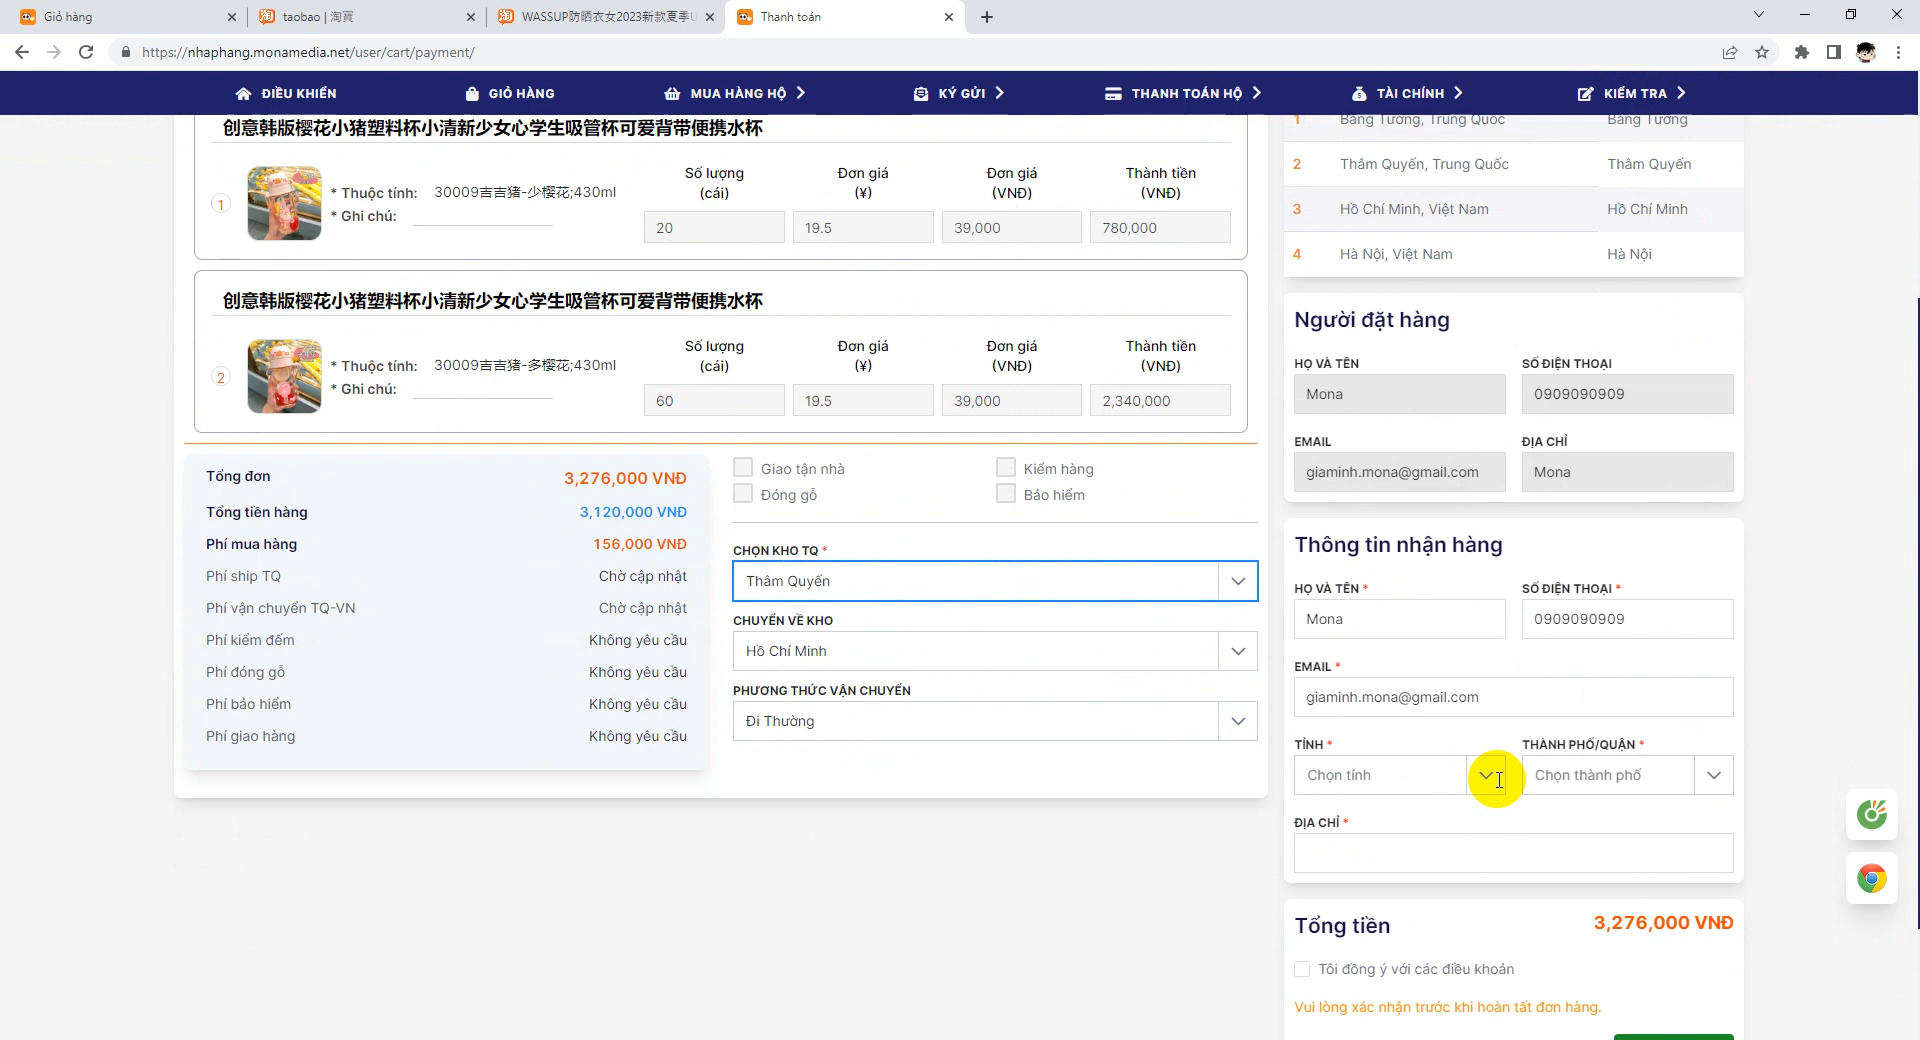 Giỏ hàng
taobao | 淘寶
WASSUP防晒衣女2023新款夏季U
Thanh toán
https://nhaphang.monamedia.net/user/cart/payment/
ĐIỀU KHIỂN
GIỎ HÀNG
MUA HÀNG HỘ
KÝ GỬI
THANH TOÁN HỘ
TÀI CHÍNH
KIỂM TRA
创意韩版樱花小猪塑料杯小清新少女心学生吸管杯可爱背带便携水杯
1
* Thuộc tính: 30009吉吉猪-少樱花;430ml
* Ghi chú:
Số lượng (cái)
Đơn giá (¥)
Đơn giá (VNĐ)
Thành tiền (VNĐ)
20
19.5
39,000
780,000
创意韩版樱花小猪塑料杯小清新少女心学生吸管杯可爱背带便携水杯
2
* Thuộc tính: 30009吉吉猪-多樱花;430ml
* Ghi chú:
Số lượng (cái)
Đơn giá (¥)
Đơn giá (VNĐ)
Thành tiền (VNĐ)
60
19.5
39,000
2,340,000
Tổng đơn 3,276,000 VNĐ
Tổng tiền hàng 3,120,000 VNĐ
Phí mua hàng 156,000 VNĐ
Phí ship TQ Chờ cập nhật
Phí vận chuyển TQ-VN Chờ cập nhật
Phí kiểm đếm Không yêu cầu
Phí đóng gỗ Không yêu cầu
Phí bảo hiểm Không yêu cầu
Phí giao hàng Không yêu cầu
Giao tận nhà
Kiểm hàng
Đóng gỗ
Bảo hiểm
CHỌN KHO TQ *
Thâm Quyến
CHUYỂN VỀ KHO
Hồ Chí Minh
PHƯƠNG THỨC VẬN CHUYỂN
Đi Thường
1 Bằng Tường, Trung Quốc Bằng Tường
2 Thâm Quyến, Trung Quốc Thâm Quyến
3 Hồ Chí Minh, Việt Nam Hồ Chí Minh
4 Hà Nội, Việt Nam Hà Nội
Người đặt hàng
HỌ VÀ TÊN
SỐ ĐIỆN THOẠI
Mona
0909090909
EMAIL
ĐỊA CHỈ
giaminh.mona@gmail.com
Mona
Thông tin nhận hàng
HỌ VÀ TÊN *
SỐ ĐIỆN THOẠI *
Mona
0909090909
EMAIL *
giaminh.mona@gmail.com
TỈNH *
THÀNH PHỐ/QUẬN *
Chọn tỉnh
Chọn thành phố
ĐỊA CHỈ *
Tổng tiền 3,276,000 VNĐ
Tôi đồng ý với các điều khoản
Vui lòng xác nhận trước khi hoàn tất đơn hàng.